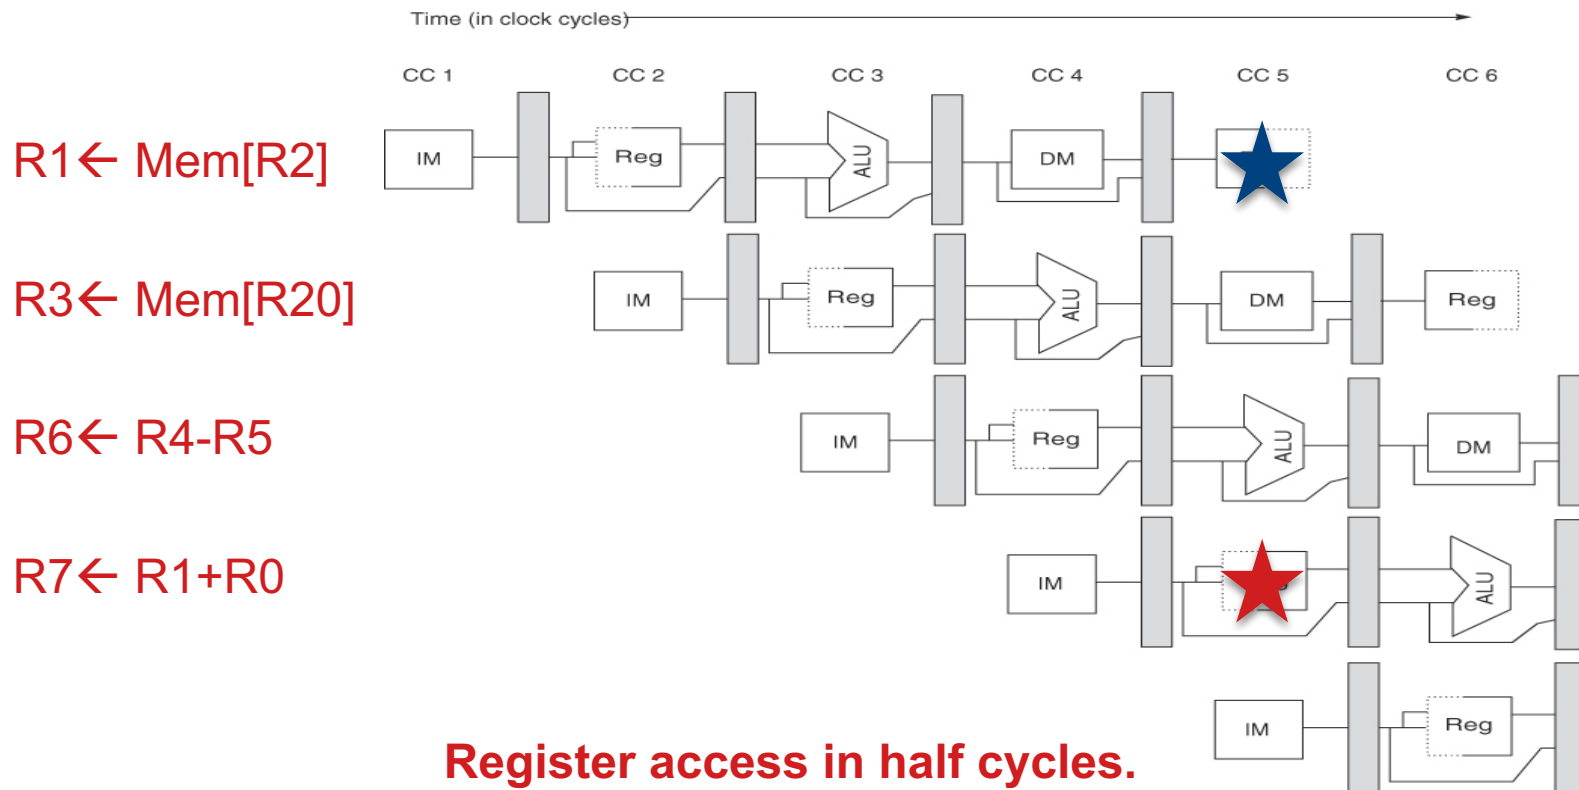 Time (in clock cycles)
CC 1 CC 2 CC 3 CC 4 CC 5 CC 6
R1← Mem[R2] IM Reg ALU DM
R3← Mem[R20] IM Reg ALU DM Reg
R6← R4-R5 IM Reg ALU DM
R7← R1+R0 IM ALU
IM Reg
Register access in half cycles.